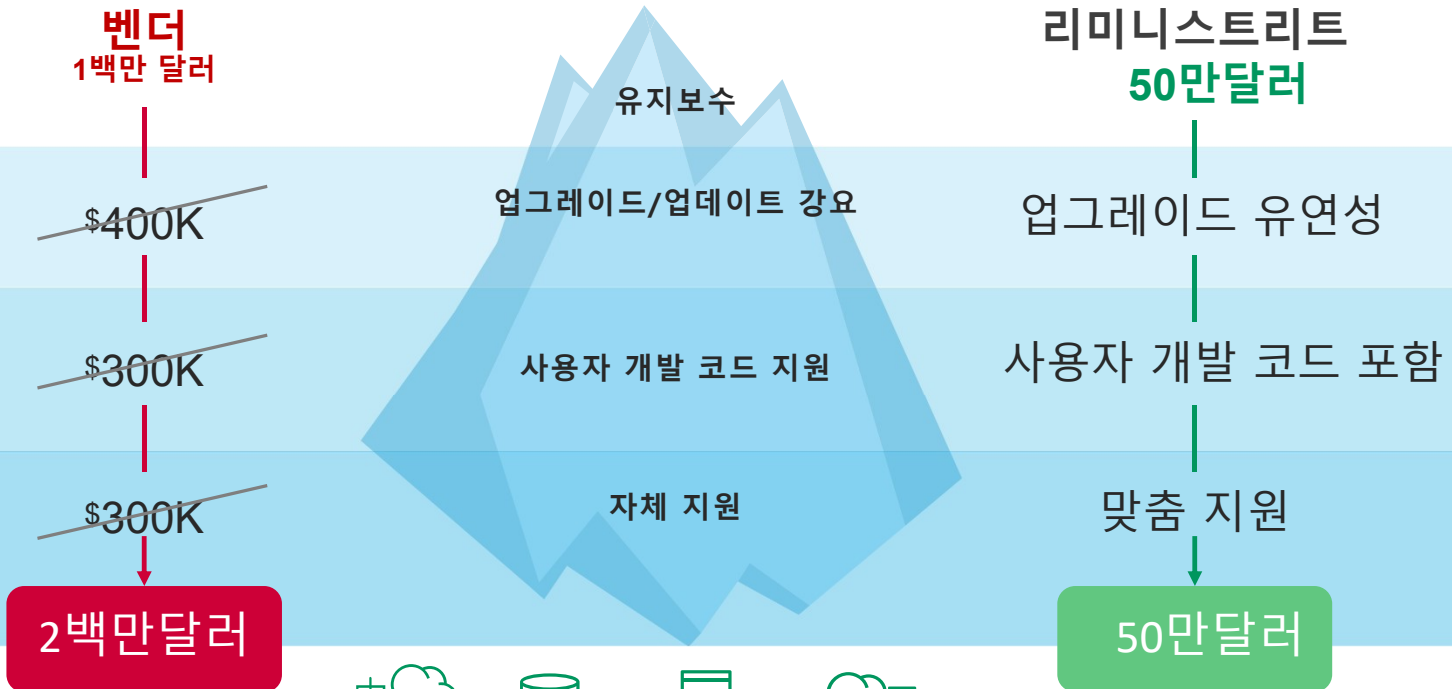 벤더
1백만 달러
리미니스트리트
50만달러
유지보수
$400K
업그레이드/업데이트 강요
업그레이드 유연성
$300K
사용자 개발 코드 지원
사용자 개발 코드 포함
$300K
자체 지원
맞춤 지원
2백만달러
50만달러